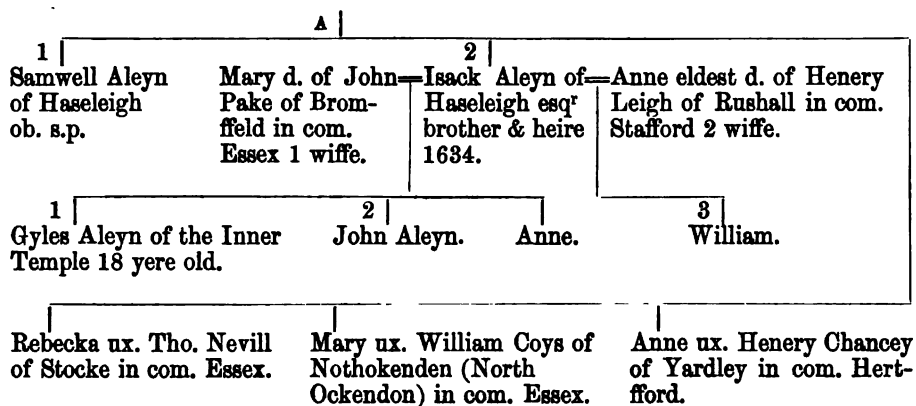 A
1
Samwell Aleyn
of Haseleigh
ob. s.p.
Mary d. of John
Pake of Brom-
ffeld in com.
Essex 1 wiffe.
2
Isack Aleyn of
Haseleigh esqr
brother & heire
1634.
Anne eldest d. of Henery
Leigh of Rushall in com.
Stafford 2 wiffe.
1
Gyles Aleyn of the Inner
Temple 18 yere old.
2
John Aleyn.
Anne.
3
William.
Rebecka ux. Tho. Nevill
of Stocke in com. Essex.
Mary ux. William Coys of
Nothokenden (North
Ockendon) in com. Essex.
Anne ux. Henery Chancey
of Yardley in com. Hert-
fford.